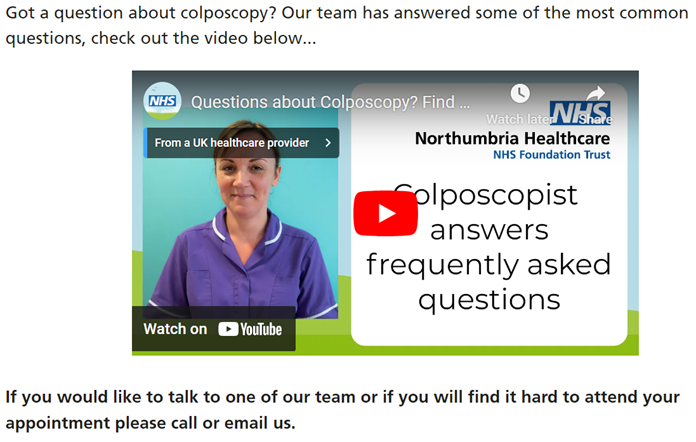 Got a question about colposcopy? Our team has answered some of the most common
questions, check out the video below...
NHS
Questions about Colposcopy? Find ...
Watch later
Share
From a UK healthcare provider
NHS
Northumbria Healthcare
NHS Foundation Trust
Colposcopist
answers
frequently asked
questions
Watch on YouTube
If you would like to talk to one of our team or if you will find it hard to attend your
appointment please call or email us.